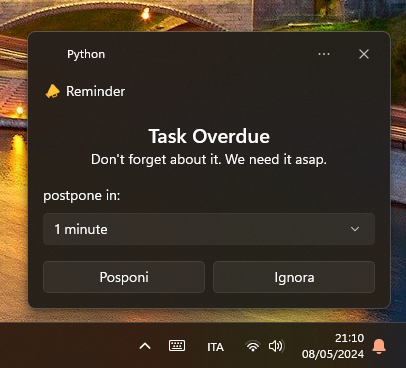 Python
Reminder
Task Overdue
Don't forget about it. We need it asap.
postpone in:
1 minute
Posponi
Ignora
ITA
21:10
08/05/2024